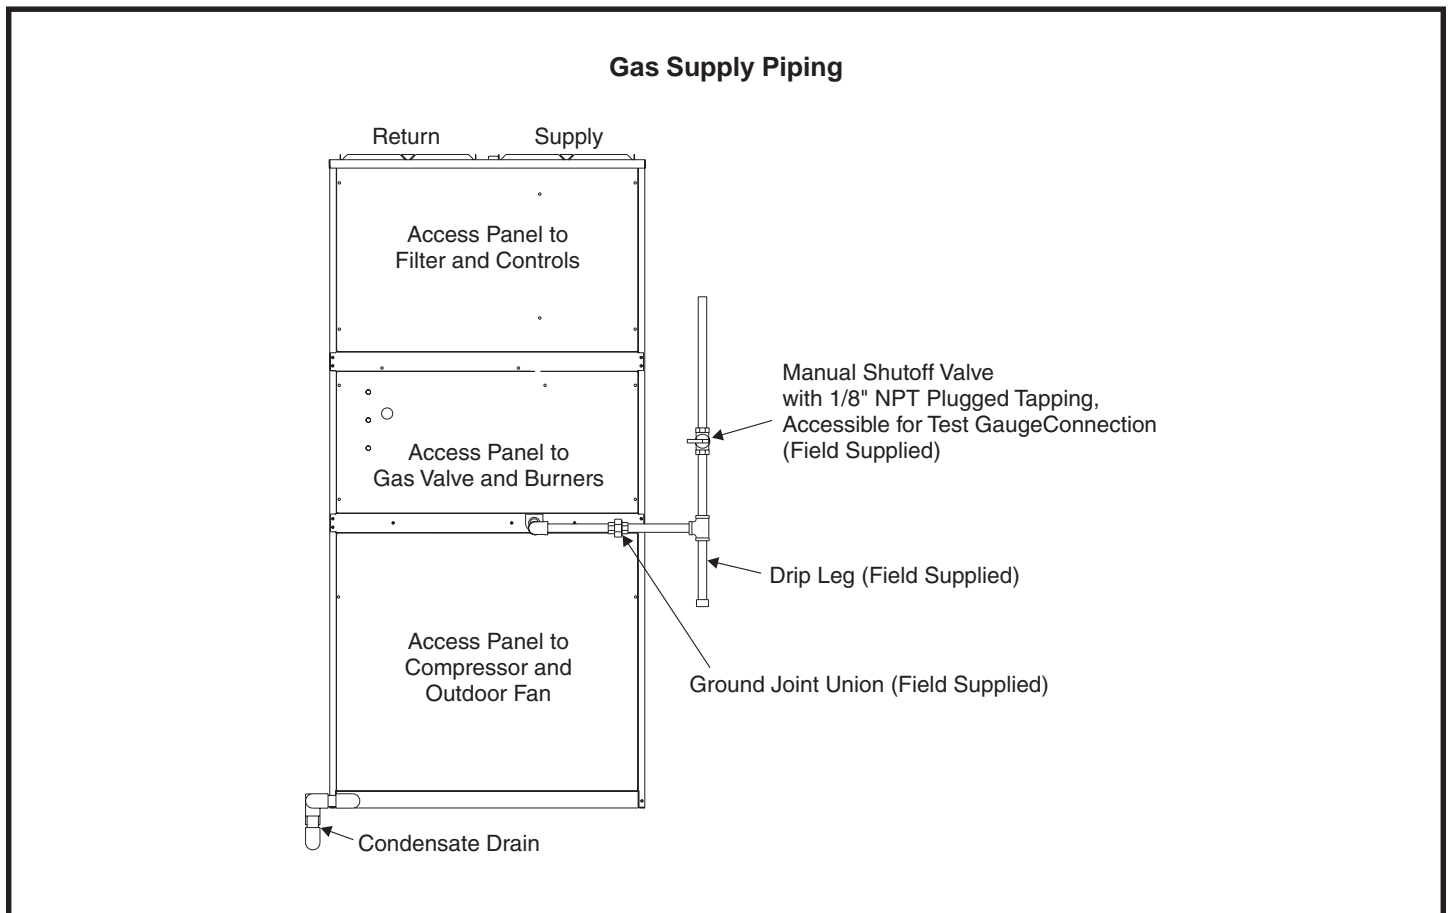 Gas Supply Piping
Return
Supply
Access Panel to
Filter and Controls
Manual Shutoff Valve
with 1/8" NPT Plugged Tapping,
Accessible for Test GaugeConnection
(Field Supplied)
Access Panel to
Gas Valve and Burners
Drip Leg (Field Supplied)
Access Panel to
Compressor and
Outdoor Fan
Ground Joint Union (Field Supplied)
Condensate Drain